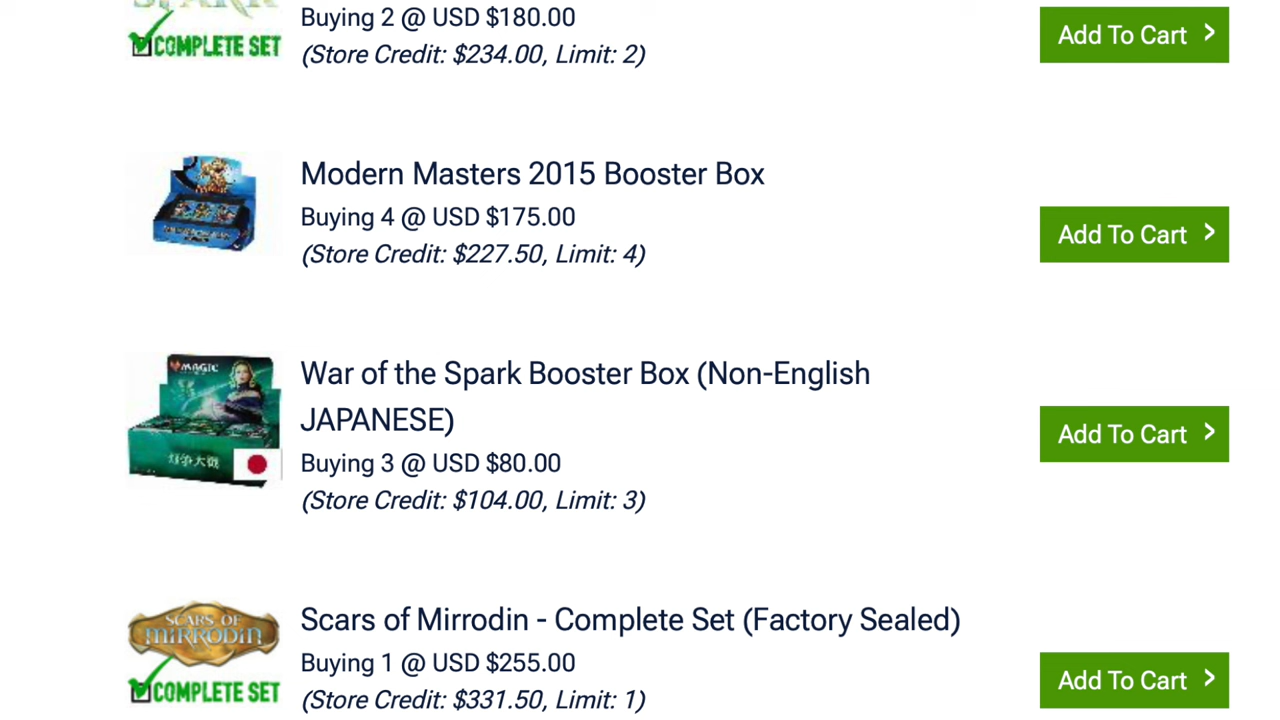 SPARK
COMPLETE SET
Buying 2 @ USD $180.00
(Store Credit: $234.00, Limit: 2)
Add To Cart
Modern Masters 2015 Booster Box
Buying 4 @ USD $175.00
(Store Credit: $227.50, Limit: 4)
Add To Cart
MAGIC
War of the Spark Booster Box (Non-English
JAPANESE)
Buying 3 @ USD $80.00
(Store Credit: $104.00, Limit: 3)
Add To Cart
SCARS OF
MIRRODIN
COMPLETE SET
Scars of Mirrodin - Complete Set (Factory Sealed)
Buying 1 @ USD $255.00
(Store Credit: $331.50, Limit: 1)
Add To Cart